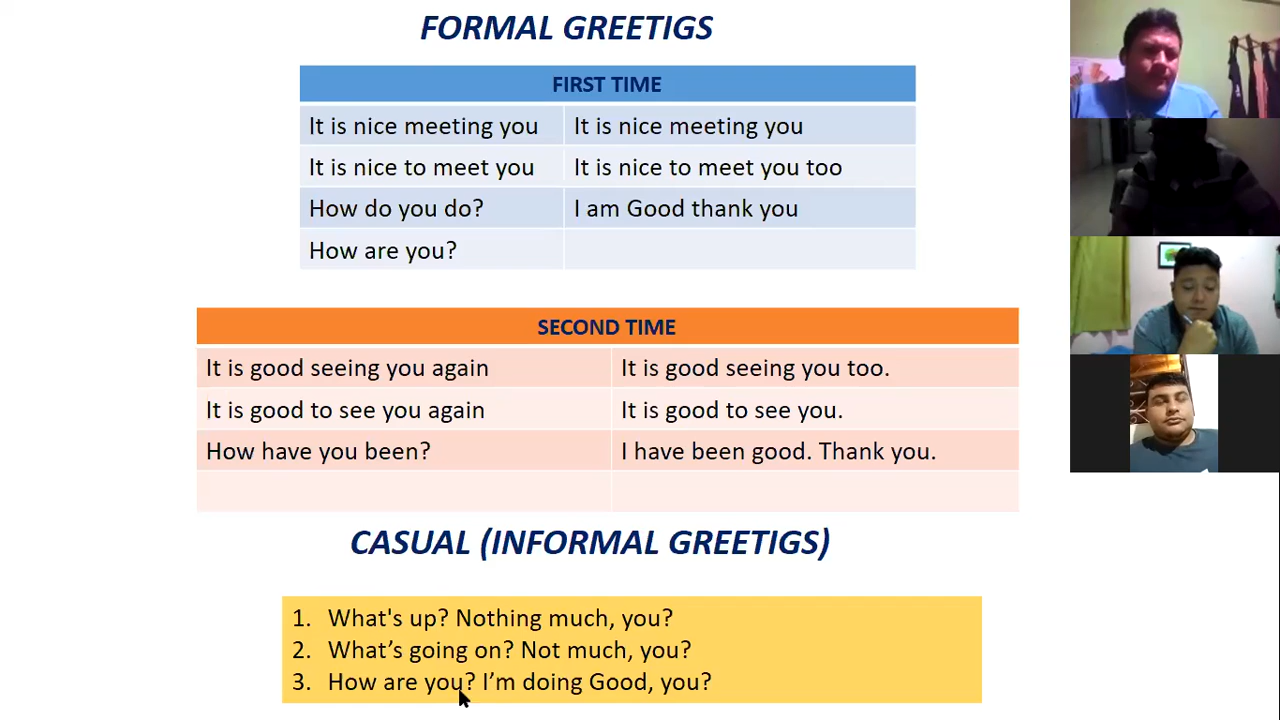 FORMAL GREETIGS
FIRST TIME
It is nice meeting you It is nice meeting you
It is nice to meet you It is nice to meet you too
How do you do? I am Good thank you
How are you?
SECOND TIME
It is good seeing you again It is good seeing you too.
It is good to see you again It is good to see you.
How have you been? I have been good. Thank you.
CASUAL (INFORMAL GREETIGS)
1. What's up? Nothing much, you?
2. What’s going on? Not much, you?
3. How are you? I’m doing Good, you?